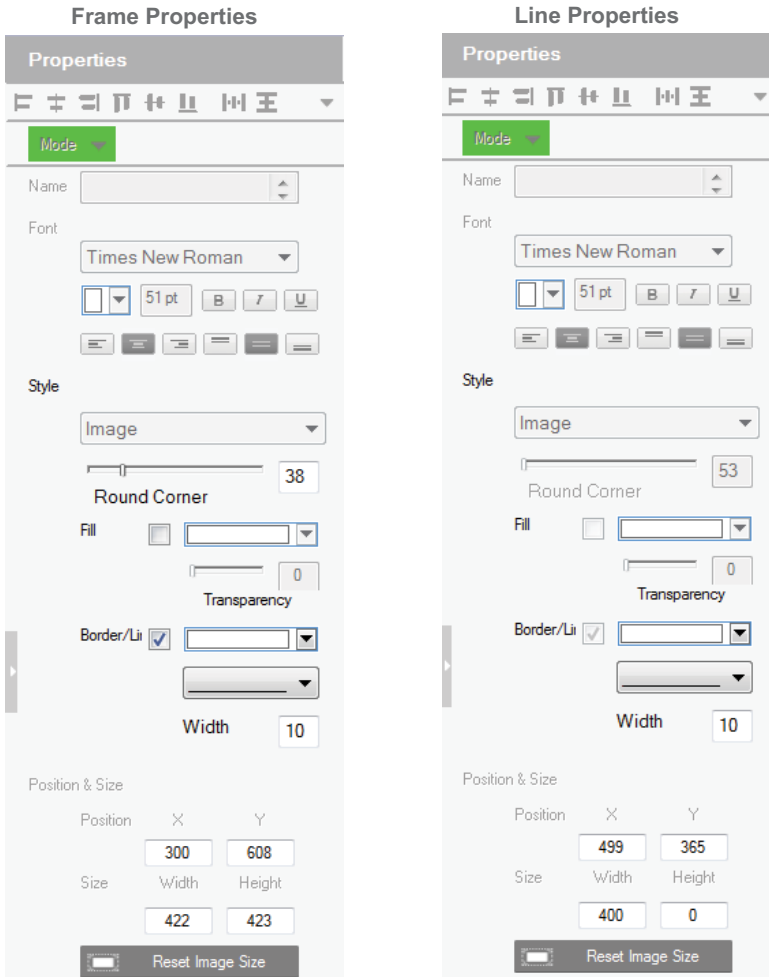 Frame Properties
Properties
Mode
Name
Font
Times New Roman
51 pt B I U
Style
Image
38
Round Corner
Fill
0
Transparency
Border/Li
Width 10
Position & Size
Position X Y
300 608
Size Width Height
422 423
Reset Image Size
Line Properties
Properties
Mode
Name
Font
Times New Roman
51 pt B I U
Style
Image
53
Round Corner
Fill
0
Transparency
Border/Li
Width 10
Position & Size
Position X Y
499 365
Size Width Height
400 0
Reset Image Size